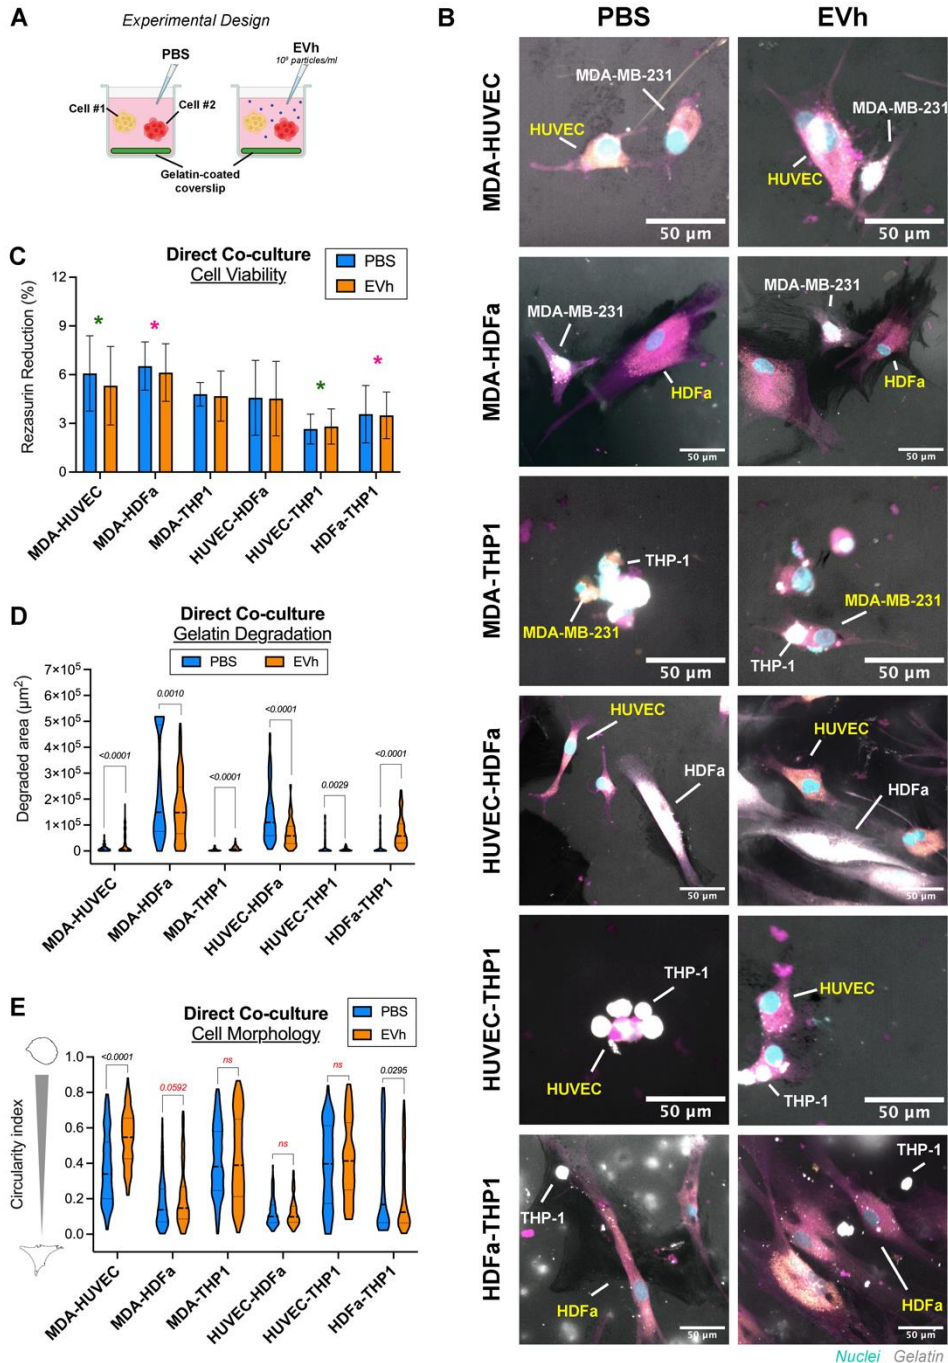 A
Experimental Design
PBS
EVh
10⁹ particles/ml
Cell #1
Cell #2
Gelatin-coated
coverslip
B
PBS
EVh
MDA-HUVEC
MDA-MB-231
HUVEC
50 µm
MDA-MB-231
HUVEC
50 µm
MDA-HDFa
MDA-MB-231
HDFa
50 µm
MDA-MB-231
HDFa
50 µm
MDA-THP1
THP-1
MDA-MB-231
50 µm
MDA-MB-231
THP-1
50 µm
HUVEC-HDFa
HUVEC
HDFa
50 µm
HUVEC
HDFa
50 µm
HUVEC-THP1
THP-1
HUVEC
50 µm
HUVEC
THP-1
50 µm
HDFa-THP1
THP-1
HDFa
50 µm
THP-1
HDFa
50 µm
Nuclei Gelatin
C
Direct Co-culture
Cell Viability
PBS
EVh
Rezasurin Reduction (%)
12
9
6
3
0
*
*
*
*
MDA-HUVEC
MDA-HDFa
MDA-THP1
HUVEC-HDFa
HUVEC-THP1
HDFa-THP1
D
Direct Co-culture
Gelatin Degradation
PBS
EVh
Degraded area (µm²)
7×10⁵
6×10⁵
5×10⁵
4×10⁵
3×10⁵
2×10⁵
1×10⁵
0
<0.0001
0.0010
<0.0001
<0.0001
0.0029
<0.0001
MDA-HUVEC
MDA-HDFa
MDA-THP1
HUVEC-HDFa
HUVEC-THP1
HDFa-THP1
E
Direct Co-culture
Cell Morphology
PBS
EVh
Circularity index
1.0
0.8
0.6
0.4
0.2
0.0
<0.0001
0.0592
ns
ns
ns
0.0295
MDA-HUVEC
MDA-HDFa
MDA-THP1
HUVEC-HDFa
HUVEC-THP1
HDFa-THP1